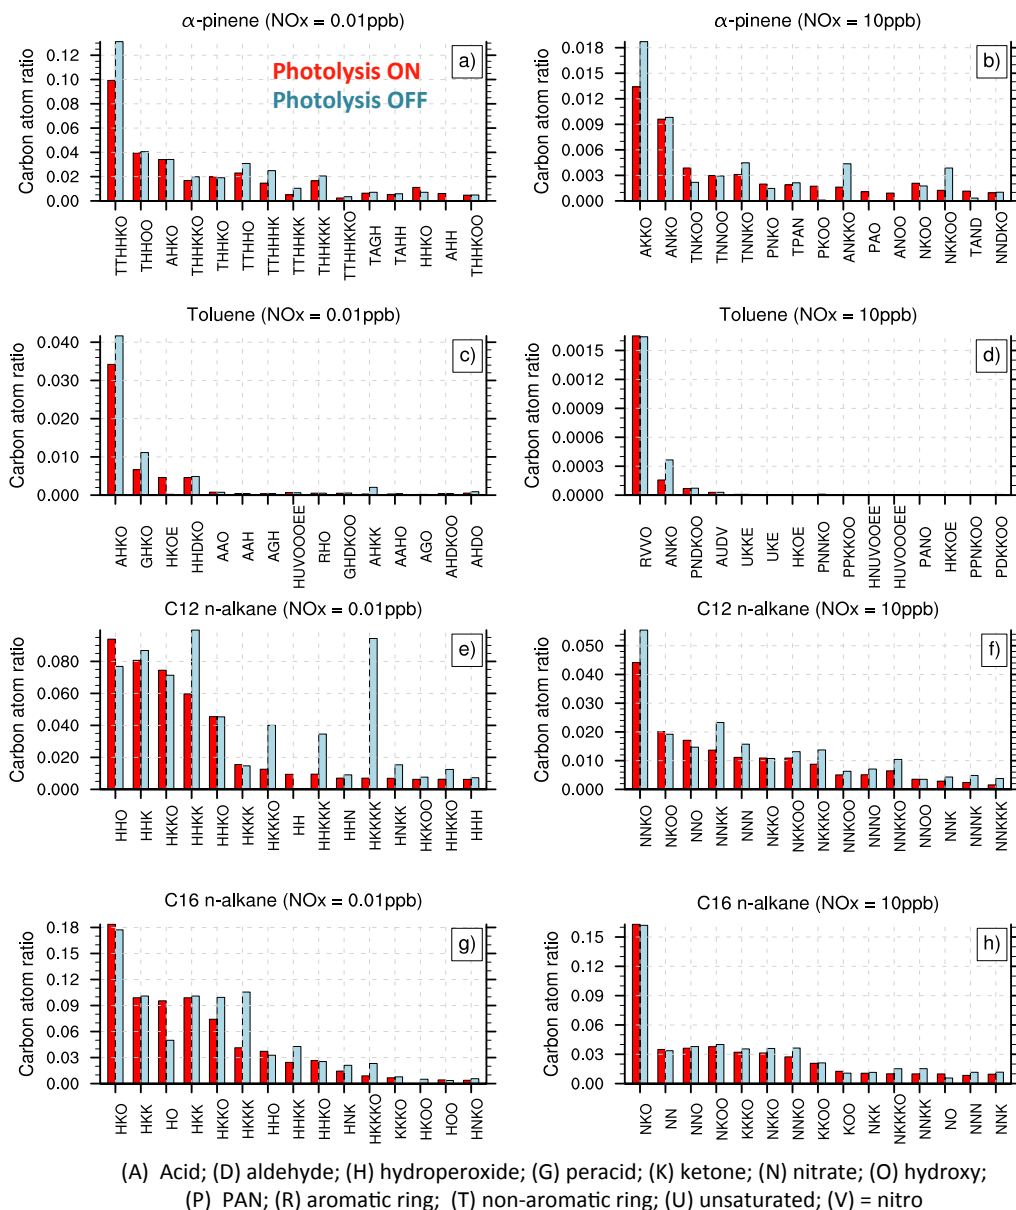 α-pinene (NOx = 0.01ppb)
Carbon atom ratio
0.12
0.10
0.08
0.06
0.04
0.02
0.00
a)
Photolysis ON
Photolysis OFF
TTHHKO THHOO AHKO THHKKO THHKO TTHHO TTHHHK TTHHKK THHKKK TTHHKKO TAGH TAHH HHKO AHH THHKOO
α-pinene (NOx = 10ppb)
Carbon atom ratio
0.018
0.015
0.012
0.009
0.006
0.003
0.000
b)
AKKO ANKO TNKOO TNNOO TNNKO PNKO TPAN PKOO ANKKO PAO ANOO NKOO NKKOO TAND NNDKO
Toluene (NOx = 0.01ppb)
Carbon atom ratio
0.040
0.030
0.020
0.010
0.000
c)
AHKO GHKO HKOE HHDKO AAO AAH AGH HUVOOOEE RHO GHDKOO AHKK AAHO AGO AHDKOO AHDO
Toluene (NOx = 10ppb)
Carbon atom ratio
0.0015
0.0012
0.0009
0.0006
0.0003
0.0000
d)
RVVO ANKO PNDKOO AUDV UKKE UKE HKOE PNNKO PPKKOO HNUVOOEE HUVOOOEE PANO HKKOE PPNKOO PDKKOO
C12 n-alkane (NOx = 0.01ppb)
Carbon atom ratio
0.080
0.060
0.040
0.020
0.000
e)
HHO HHK HKKO HHKK HHKO HKKK HKKKO HH HHKKK HHN HKKKK HNKK HKKOO HHKKO HHH
C12 n-alkane (NOx = 10ppb)
Carbon atom ratio
0.050
0.040
0.030
0.020
0.010
0.000
f)
NNKO NKOO NNO NNKK NNN NKKO NKKOO NKKKO NNKOO NNNO NNKKO NNOO NNK NNNK NNKKK
C16 n-alkane (NOx = 0.01ppb)
Carbon atom ratio
0.18
0.15
0.12
0.09
0.06
0.03
0.00
g)
HKO HKK HO HHK HKKO HKKK HHO HHKK HHKO HNK HKKKO KKKO HKOO HOO HNKO
C16 n-alkane (NOx = 10ppb)
Carbon atom ratio
0.15
0.12
0.09
0.06
0.03
0.00
h)
NKO NN NNO NKOO KKKO NKKO NNKO KKOO KOO NKK NKKKO NNKK NO NNN NNK
(A) Acid; (D) aldehyde; (H) hydroperoxide; (G) peracid; (K) ketone; (N) nitrate; (O) hydroxy;
(P) PAN; (R) aromatic ring; (T) non-aromatic ring; (U) unsaturated; (V) = nitro